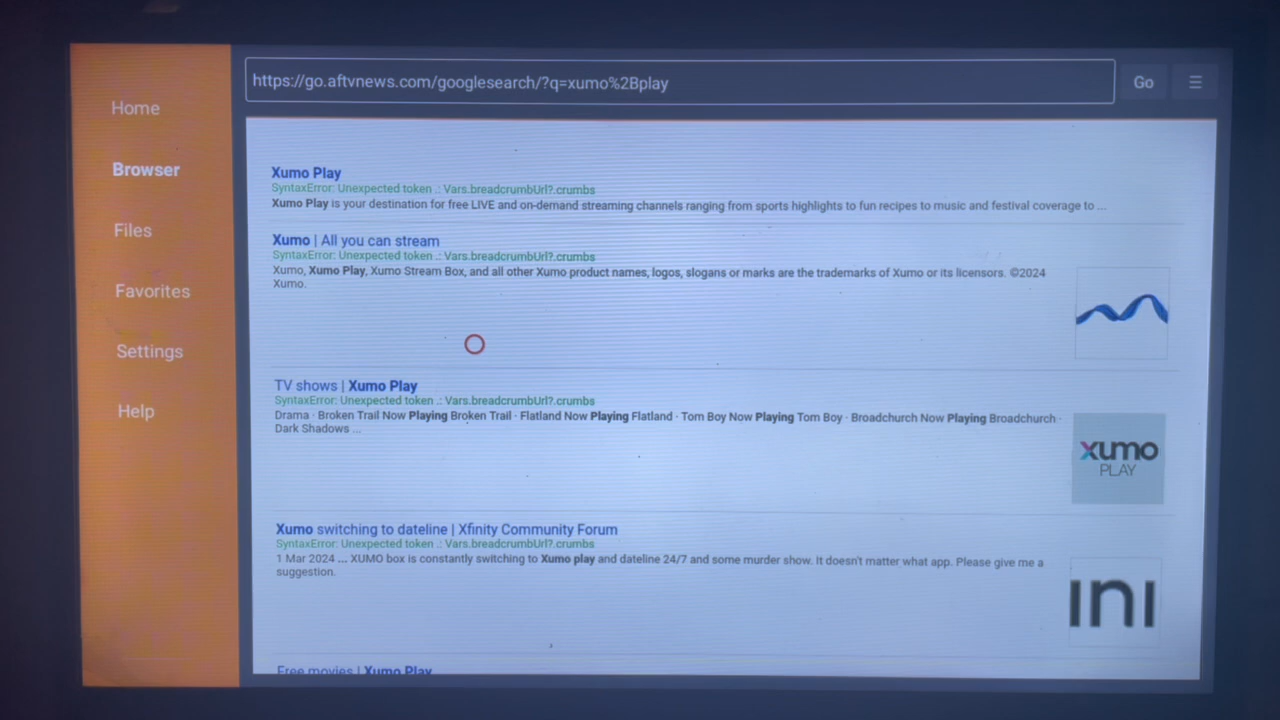 Home
Browser
Files
Favorites
Settings
Help
https://go.aftvnews.com/googlesearch/?q=xumo%2Bplay
Go
☰
Xumo Play
SyntaxError: Unexpected token .: Vars.breadcrumbUrl?.crumbs
Xumo Play is your destination for free LIVE and on-demand streaming channels ranging from sports highlights to fun recipes to music and festival coverage to ...
Xumo | All you can stream
SyntaxError: Unexpected token .: Vars.breadcrumbUrl?.crumbs
Xumo, Xumo Play, Xumo Stream Box, and all other Xumo product names, logos, slogans or marks are the trademarks of Xumo or its licensors. ©2024
Xumo.
TV shows | Xumo Play
SyntaxError: Unexpected token .: Vars.breadcrumbUrl?.crumbs
Drama · Broken Trail Now Playing Broken Trail · Flatland Now Playing Flatland · Tom Boy Now Playing Tom Boy · Broadchurch Now Playing Broadchurch ·
Dark Shadows ...
xumo
PLAY
Xumo switching to dateline | Xfinity Community Forum
SyntaxError: Unexpected token .: Vars.breadcrumbUrl?.crumbs
1 Mar 2024 ... XUMO box is constantly switching to Xumo play and dateline 24/7 and some murder show. It doesn't matter what app. Please give me a
suggestion.
ini
Free movies | Xumo Play